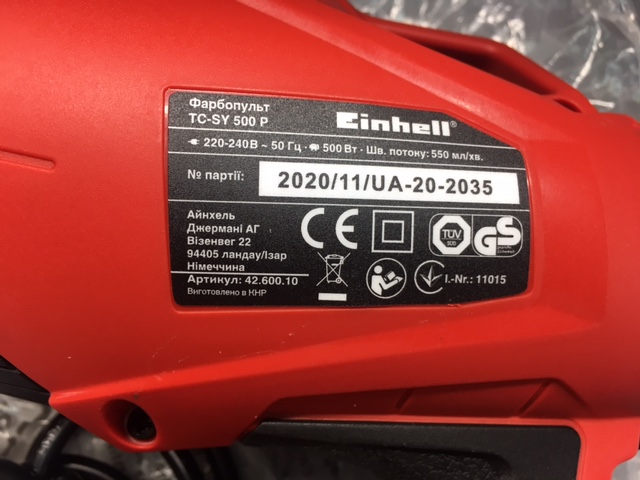 Фарбопульт
TC-SY 500 P
Einhell®
220-240В ~ 50 Гц · 500 Вт · Шв. потоку: 550 мл/хв.
№ партії: 2020/11/UA-20-2035
Айнхель
Джермані АГ
Візенвег 22
94405 ландау/Ізар
Німеччина
Артикул: 42.600.10
Виготовлено в КНР
CE
TÜV
SÜD
GS
I.-Nr.: 11015